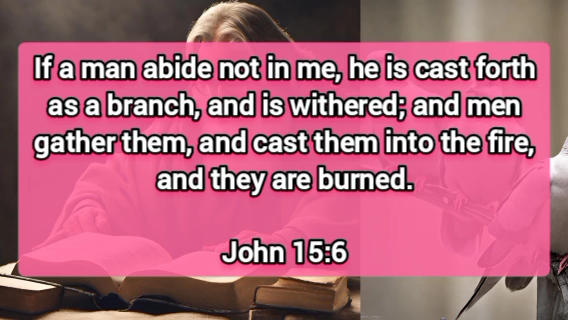 If a man abide not in me, he is cast forth
as a branch, and is withered; and men
gather them, and cast them into the fire,
and they are burned.
John 15:6